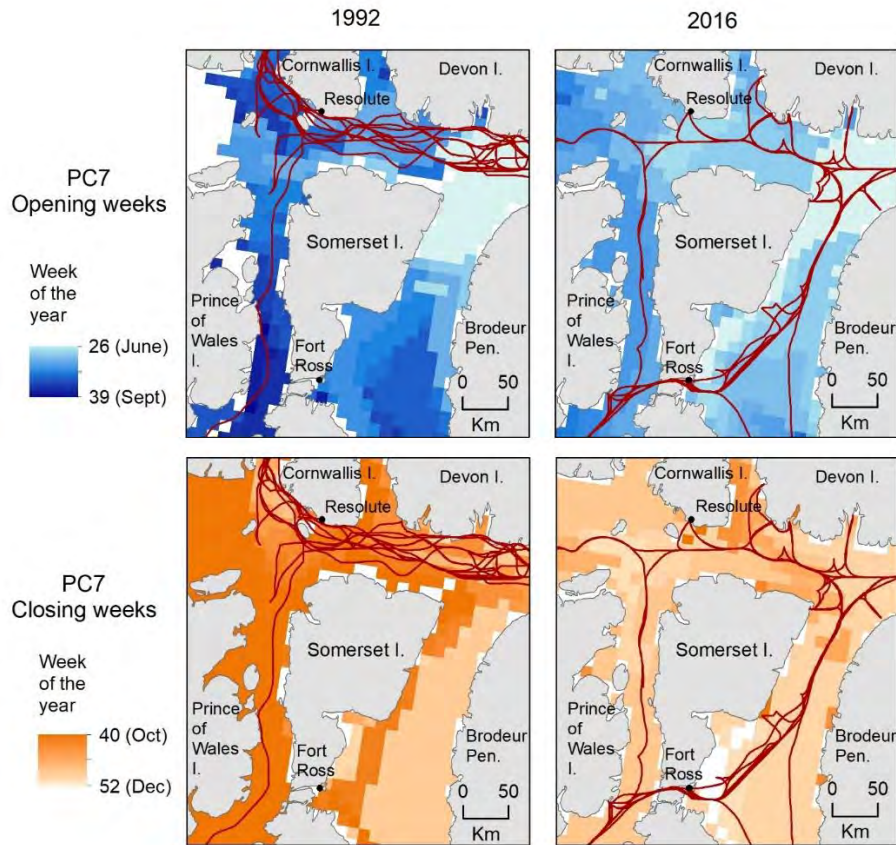 1992
2016
PC7
Opening weeks
Week
of the
year
26 (June)
39 (Sept)
Cornwallis I.
Devon I.
Resolute
Somerset I.
Prince
of
Wales
I.
Fort
Ross
Brodeur
Pen.
0 50
Km
Cornwallis I.
Devon I.
Resolute
Somerset I.
Prince
of
Wales
I.
Fort
Ross
Brodeur
Pen.
0 50
Km
PC7
Closing weeks
Week
of the
year
40 (Oct)
52 (Dec)
Cornwallis I.
Devon I.
Resolute
Somerset I.
Prince
of
Wales
I.
Fort
Ross
Brodeur
Pen.
0 50
Km
Cornwallis I.
Devon I.
Resolute
Somerset I.
Prince
of
Wales
I.
Fort
Ross
Brodeur
Pen.
0 50
Km